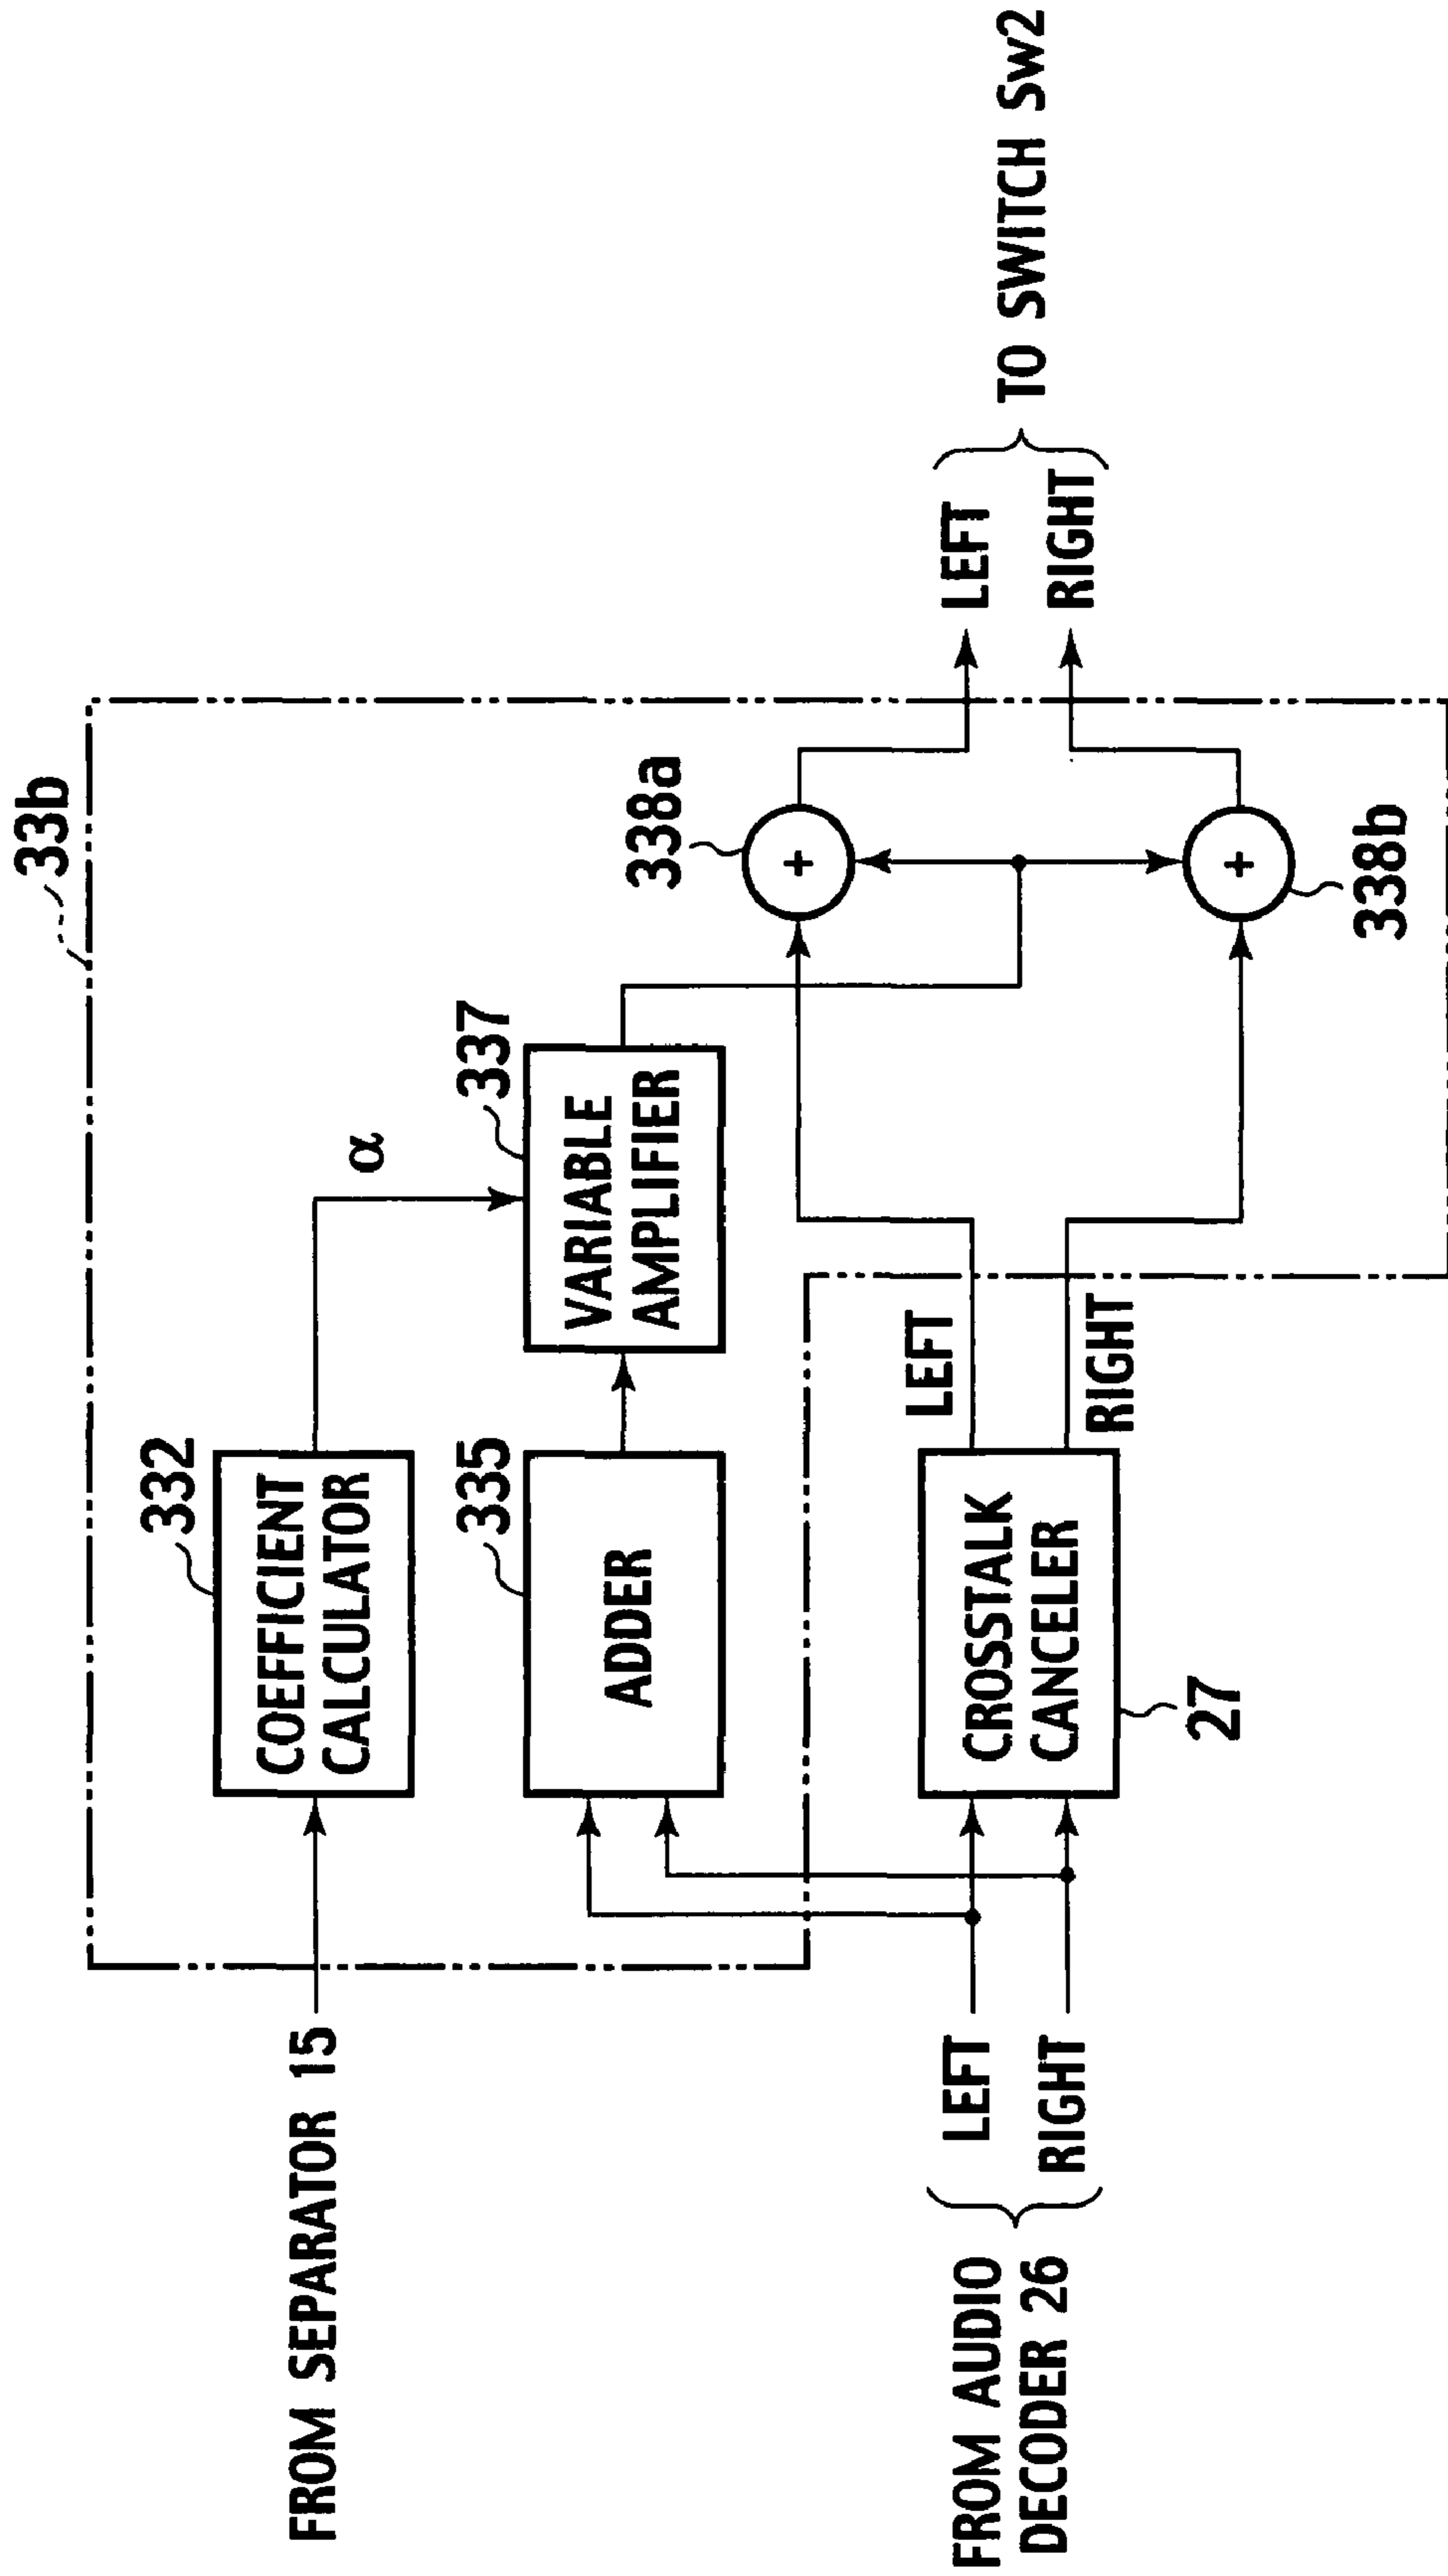 33b
FROM SEPARATOR 15
332
COEFFICIENT
CALCULATOR
α
335
ADDER
337
VARIABLE
AMPLIFIER
FROM AUDIO
DECODER 26
LEFT
RIGHT
CROSSTALK
CANCELER
27
LEFT
RIGHT
338a
+
+
338b
LEFT
RIGHT
TO SWITCH SW2